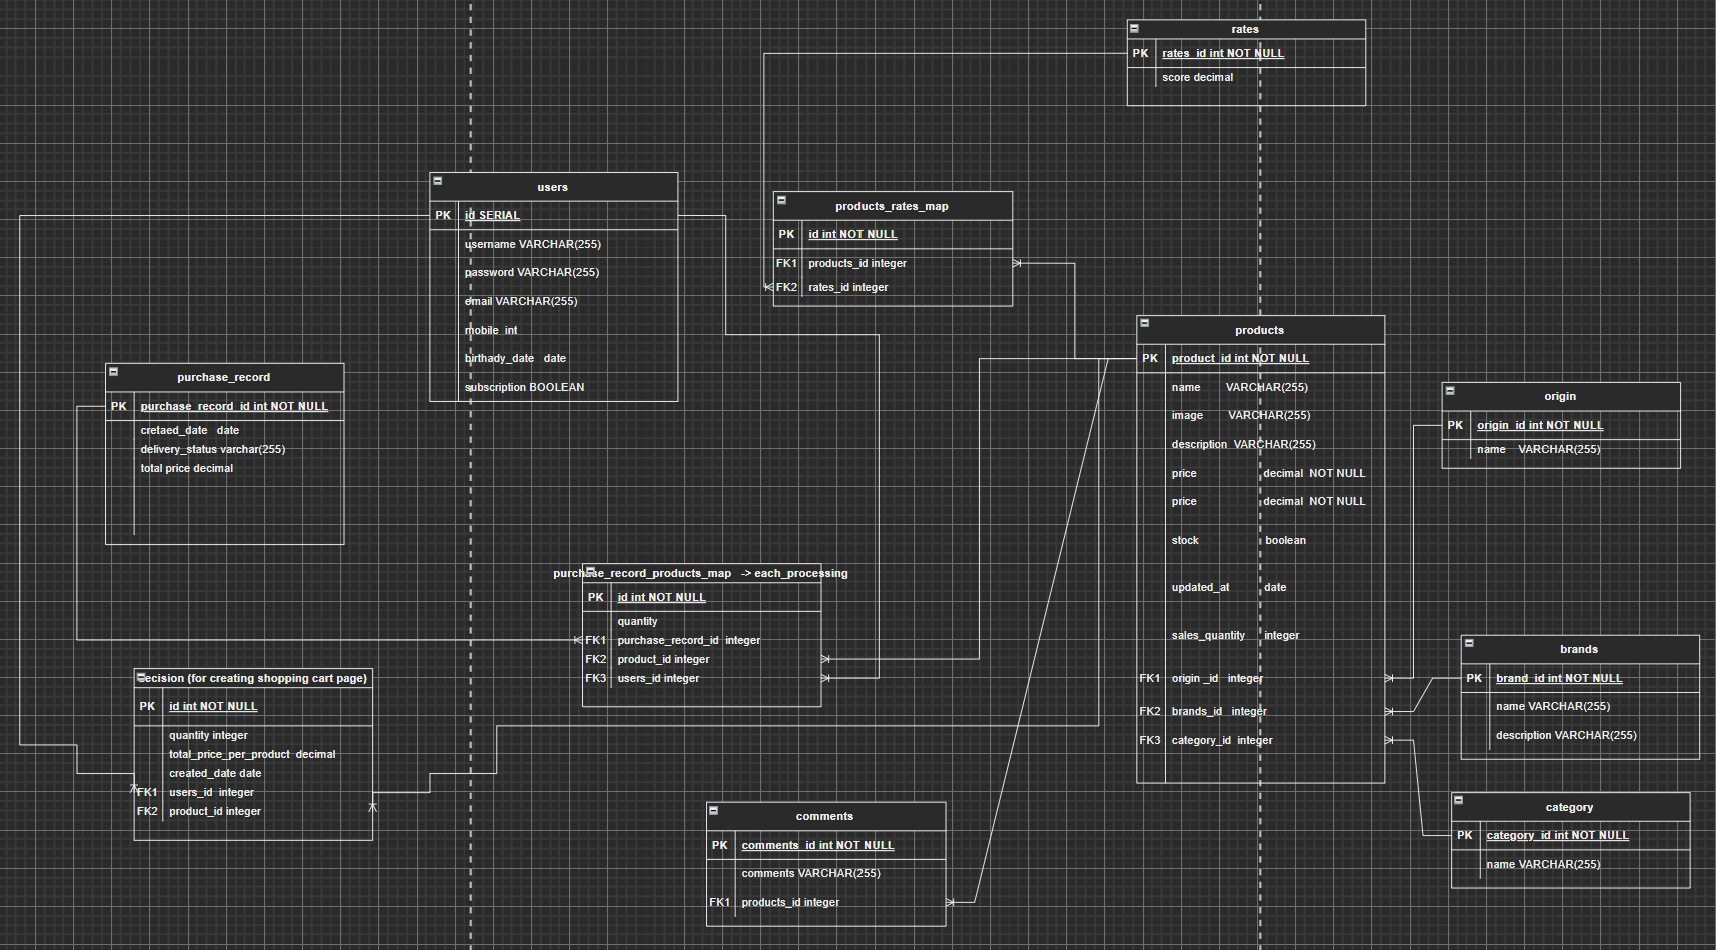 rates
PK rates_id int NOT NULL
score decimal
users
PK id SERIAL
username VARCHAR(255)
password VARCHAR(255)
email VARCHAR(255)
mobile int
birthady_date date
subscription BOOLEAN
products_rates_map
PK id int NOT NULL
FK1 products_id integer
FK2 rates_id integer
products
PK product_id int NOT NULL
name VARCHAR(255)
image VARCHAR(255)
description VARCHAR(255)
price decimal NOT NULL
price decimal NOT NULL
stock boolean
updated_at date
sales_quantity integer
FK1 origin _id integer
FK2 brands_id integer
FK3 category_id integer
purchase_record
PK purchase_record_id int NOT NULL
cretaed_date date
delivery_status varchar(255)
total price decimal
origin
PK origin_id int NOT NULL
name VARCHAR(255)
purchase_record_products_map -> each_processing
PK id int NOT NULL
quantity
FK1 purchase_record_id integer
FK2 product_id integer
FK3 users_id integer
brands
PK brand_id int NOT NULL
name VARCHAR(255)
description VARCHAR(255)
decision (for creating shopping cart page)
PK id int NOT NULL
quantity integer
total_price_per_product decimal
created_date date
FK1 users_id integer
FK2 product_id integer
comments
PK comments_id int NOT NULL
comments VARCHAR(255)
FK1 products_id integer
category
PK category_id int NOT NULL
name VARCHAR(255)